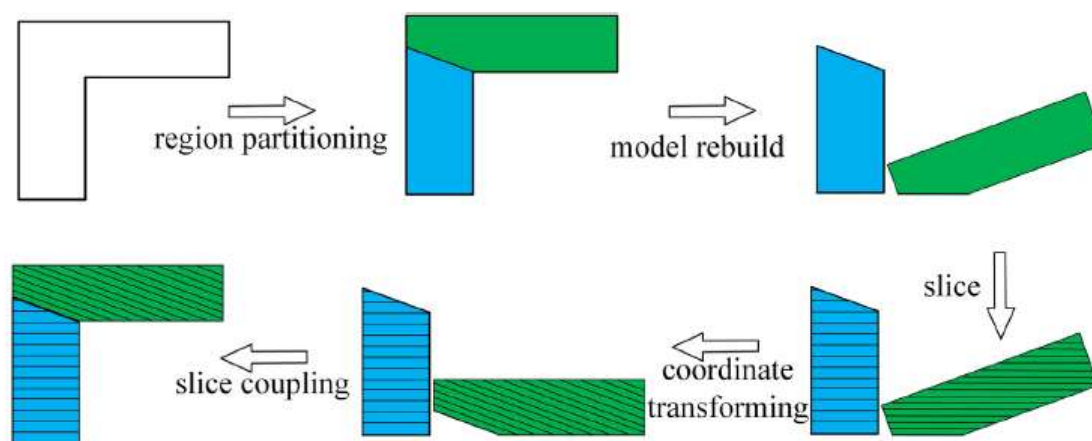 region partitioning
model rebuild
slice
coordinate
transforming
slice coupling